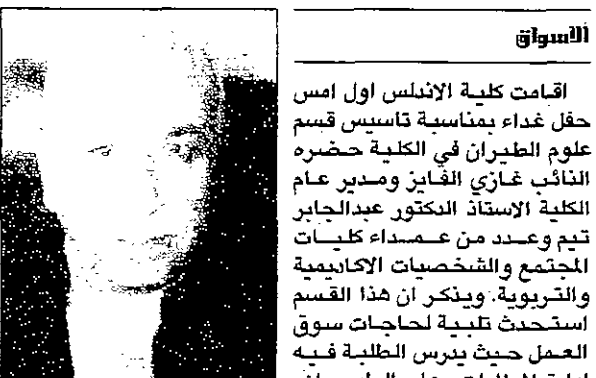 الاسواق
اقامت كلية الاندلس اول امس
حفل غداء بمناسبة تاسيس قسم
علوم الطيران في الكلية حضره
النائب غازي الفايز ومدير عام
الكلية الاستاذ الدكتور عبدالجابر
تيم وعدد من عمداء كليات
المجتمع والشخصيات الاكاديمية
والتربوية. ويذكر ان هذا القسم
استحدث تلبية لحاجات سوق
العمل حيث يدرس الطلبة فيه